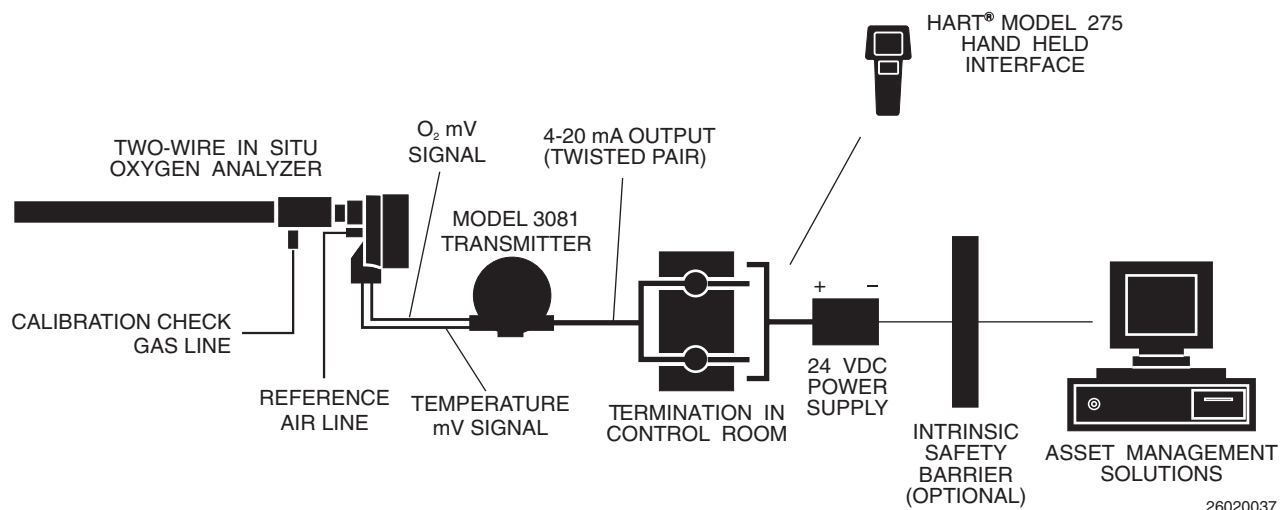 HART® MODEL 275
HAND HELD
INTERFACE
TWO-WIRE IN SITU
OXYGEN ANALYZER
O₂ mV
SIGNAL
4-20 mA OUTPUT
(TWISTED PAIR)
MODEL 3081
TRANSMITTER
CALIBRATION CHECK
GAS LINE
REFERENCE
AIR LINE
TEMPERATURE
mV SIGNAL
TERMINATION IN
CONTROL ROOM
+ −
24 VDC
POWER
SUPPLY
INTRINSIC
SAFETY
BARRIER
(OPTIONAL)
ASSET MANAGEMENT
SOLUTIONS
26020037